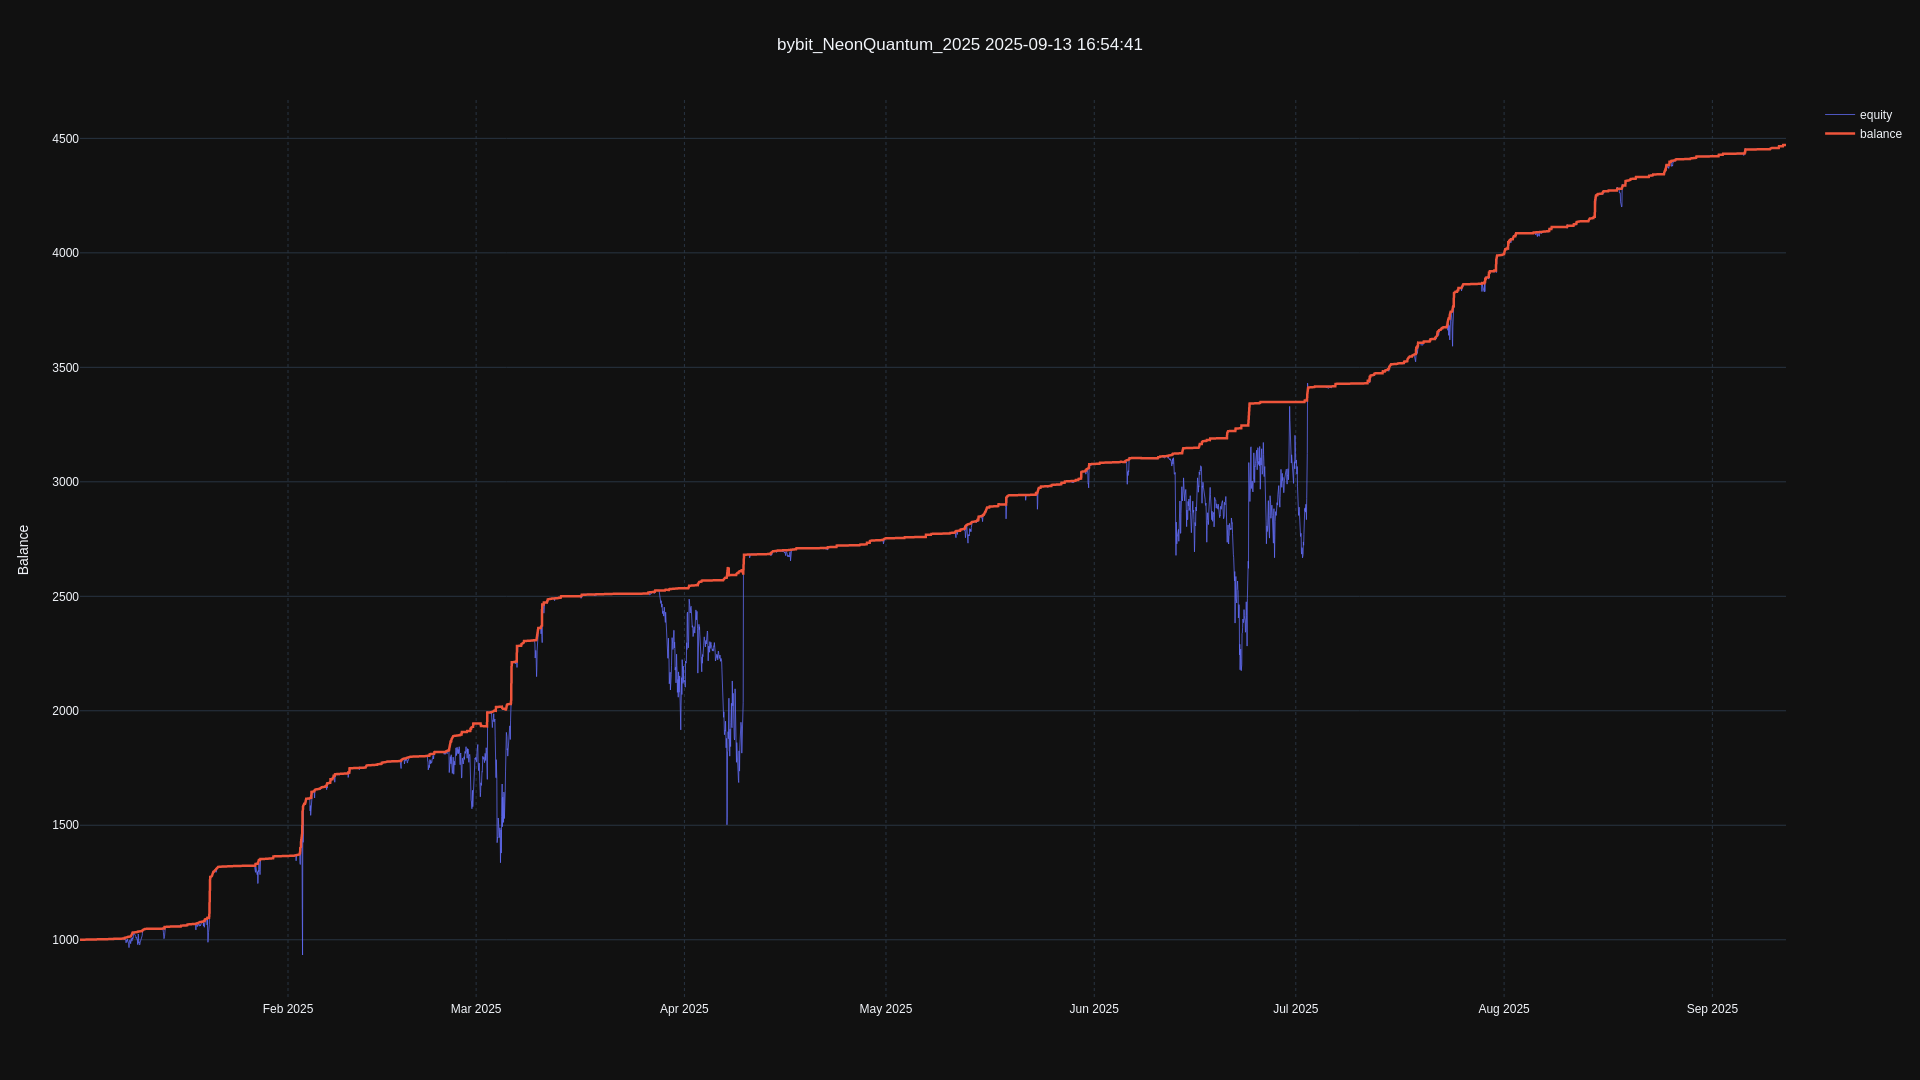 bybit_NeonQuantum_2025 2025-09-13 16:54:41
equity
balance
4500
4000
3500
3000
2500
2000
1500
1000
Balance
Feb 2025
Mar 2025
Apr 2025
May 2025
Jun 2025
Jul 2025
Aug 2025
Sep 2025